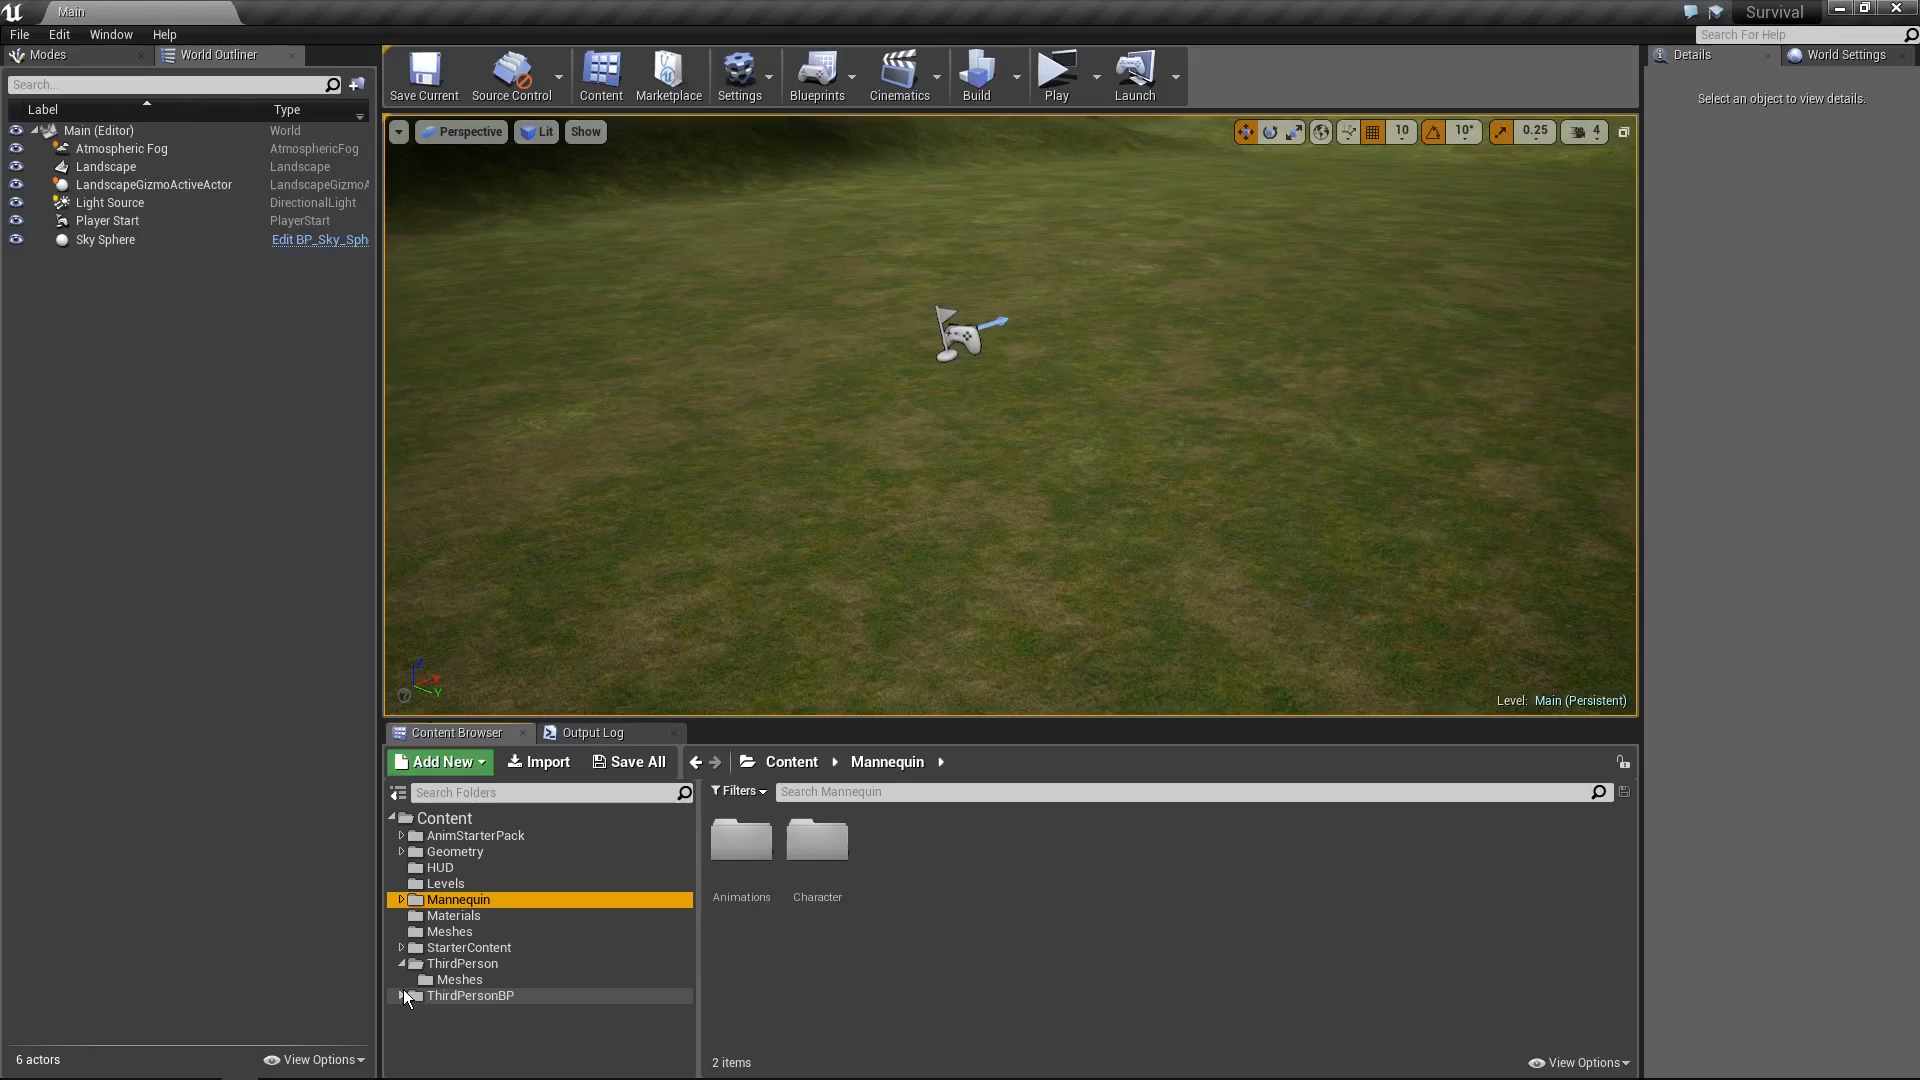 Main
Survival
File Edit Window Help
Search For Help
Modes
World Outliner
Save Current
Source Control
Content
Marketplace
Settings
Blueprints
Cinematics
Build
Play
Launch
Details
World Settings
Search...
Select an object to view details.
Label Type
Main (Editor) World
Atmospheric Fog AtmosphericFog
Landscape Landscape
LandscapeGizmoActiveActor LandscapeGizmoA
Light Source DirectionalLight
Player Start PlayerStart
Sky Sphere Edit BP_Sky_Sph
Perspective Lit Show
10 10° 0.25 4
Z
X
Y
Level: Main (Persistent)
Content Browser
Output Log
Add New Import Save All Content Mannequin
Search Folders
Filters Search Mannequin
Content
AnimStarterPack
Geometry
HUD
Levels
Mannequin
Materials
Meshes
StarterContent
ThirdPerson
Meshes
ThirdPersonBP
Animations Character
6 actors View Options
2 items View Options